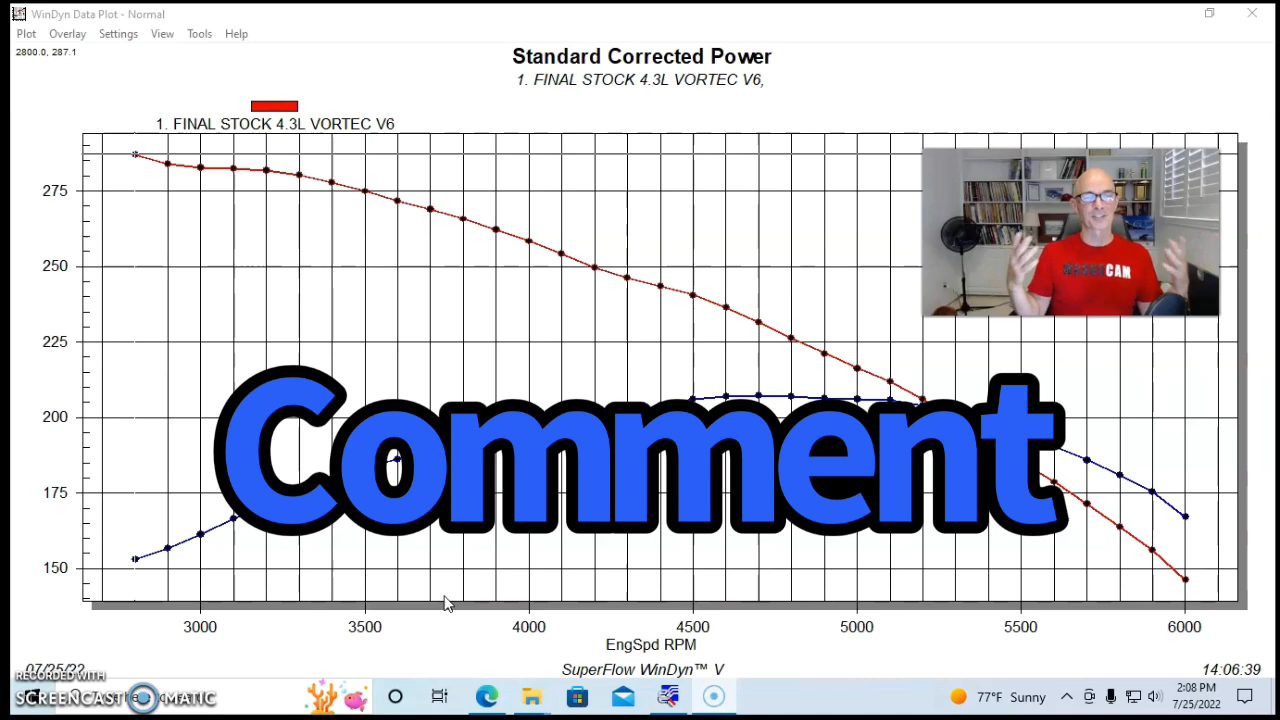 WinDyn Data Plot - Normal
Plot Overlay Settings View Tools Help
2800.0, 287.1
Standard Corrected Power
1. FINAL STOCK 4.3L VORTEC V6,
1. FINAL STOCK 4.3L VORTEC V6
275
250
225
200
175
150
CAM
Comment
3000 3500 4000 4500 5000 5500 6000
EngSpd RPM
07/25/22 SuperFlow WinDyn™ V 14:06:39
RECORDED WITH
SCREENCAST MATIC
77°F Sunny
2:08 PM
7/25/2022